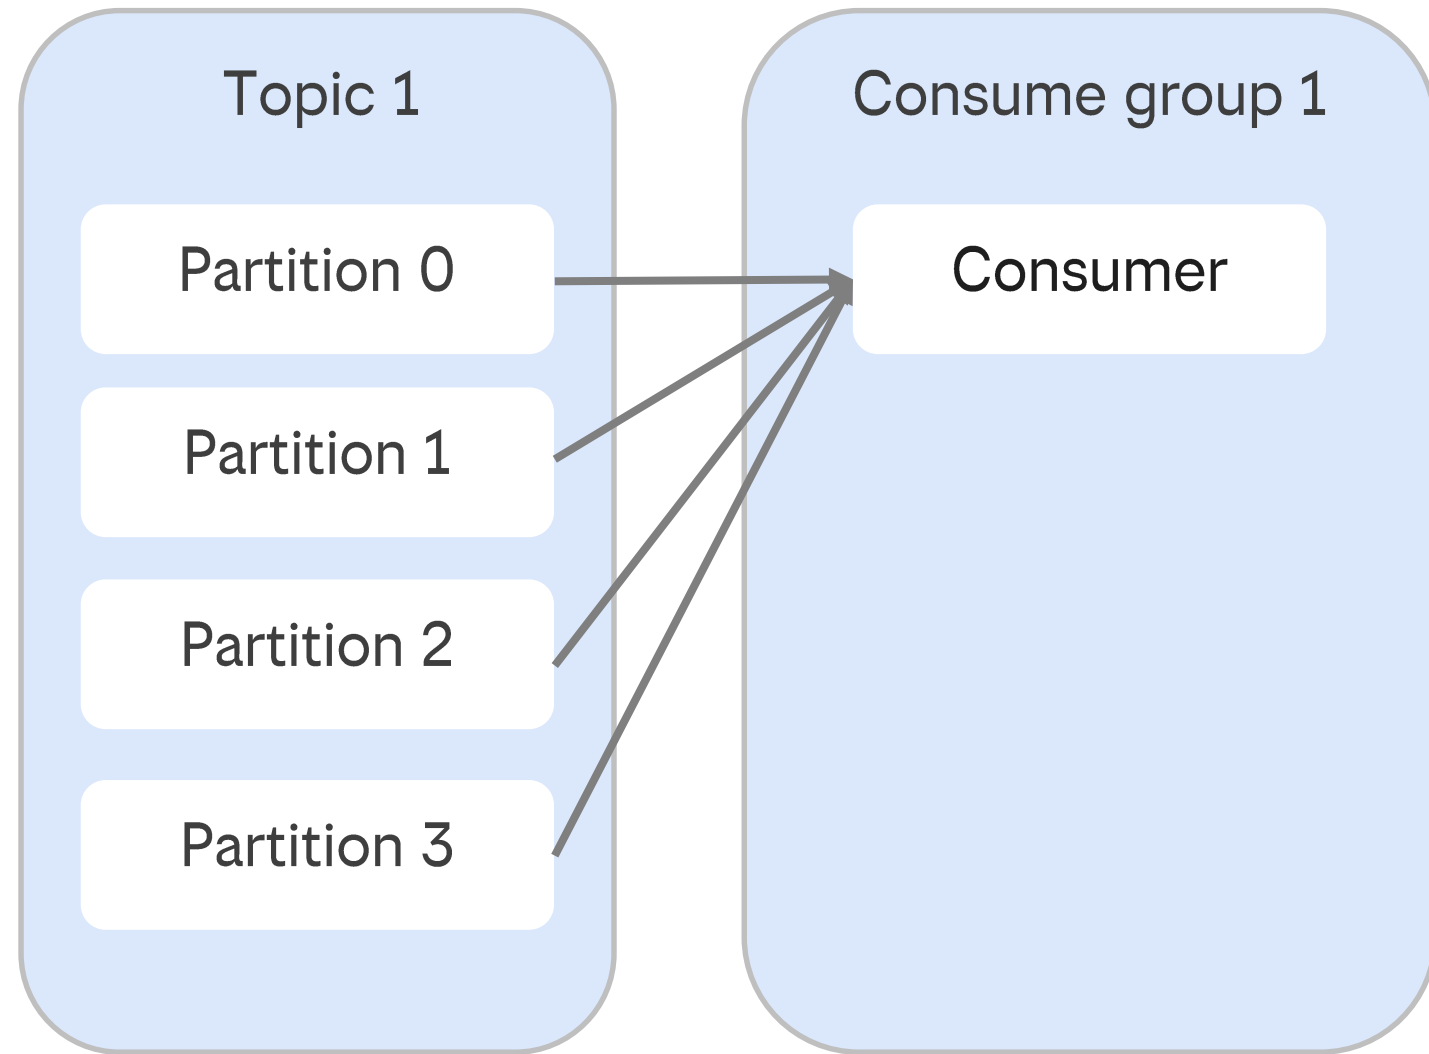 Topic 1
Partition 0
Partition 1
Partition 2
Partition 3
Consume group 1
Consumer